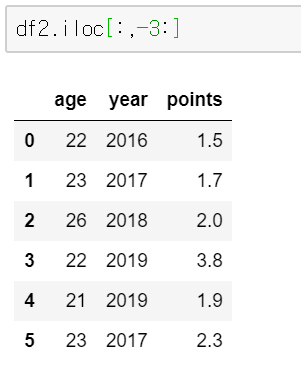 df2.iloc[:,-3:]
age year points
0 22 2016 1.5
1 23 2017 1.7
2 26 2018 2.0
3 22 2019 3.8
4 21 2019 1.9
5 23 2017 2.3